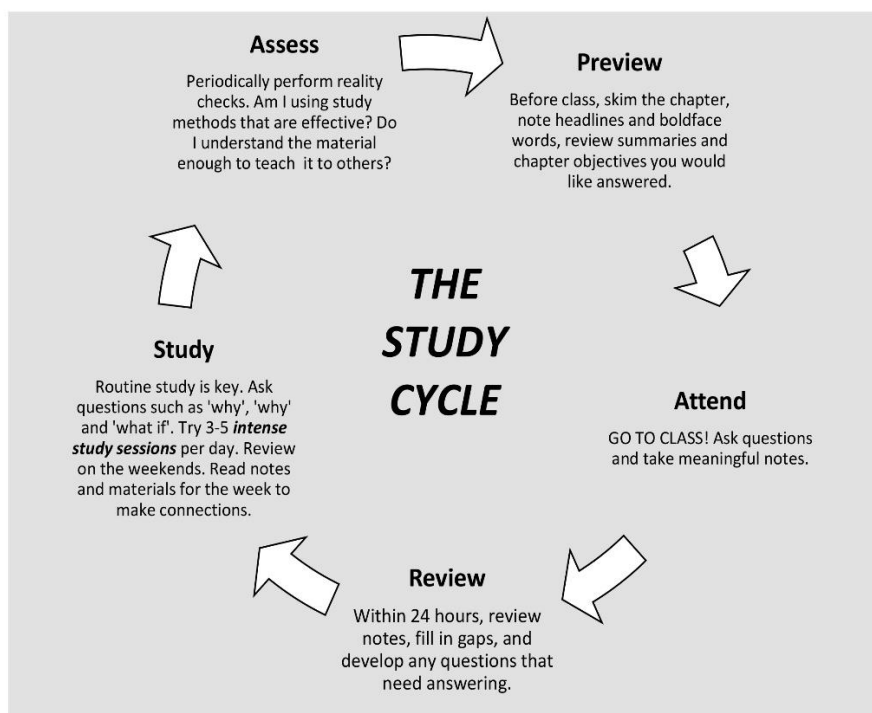 THE
STUDY
CYCLE
Assess
Periodically perform reality
checks. Am I using study
methods that are effective? Do
I understand the material
enough to teach it to others?
Preview
Before class, skim the chapter,
note headlines and boldface
words, review summaries and
chapter objectives you would
like answered.
Attend
GO TO CLASS! Ask questions
and take meaningful notes.
Review
Within 24 hours, review
notes, fill in gaps, and
develop any questions that
need answering.
Study
Routine study is key. Ask
questions such as 'why', 'why'
and 'what if'. Try 3-5 intense
study sessions per day. Review
on the weekends. Read notes
and materials for the week to
make connections.